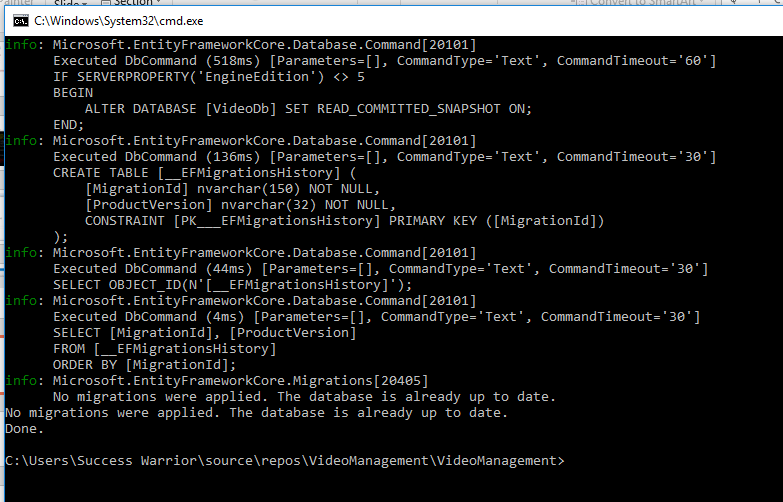 Section
Convert to SmartArt
C:\Windows\System32\cmd.exe
info: Microsoft.EntityFrameworkCore.Database.Command[20101]
Executed DbCommand (518ms) [Parameters=[], CommandType='Text', CommandTimeout='60']
IF SERVERPROPERTY('EngineEdition') <> 5
BEGIN
ALTER DATABASE [VideoDb] SET READ_COMMITTED_SNAPSHOT ON;
END;
info: Microsoft.EntityFrameworkCore.Database.Command[20101]
Executed DbCommand (136ms) [Parameters=[], CommandType='Text', CommandTimeout='30']
CREATE TABLE [__EFMigrationsHistory] (
[MigrationId] nvarchar(150) NOT NULL,
[ProductVersion] nvarchar(32) NOT NULL,
CONSTRAINT [PK___EFMigrationsHistory] PRIMARY KEY ([MigrationId])
);
info: Microsoft.EntityFrameworkCore.Database.Command[20101]
Executed DbCommand (44ms) [Parameters=[], CommandType='Text', CommandTimeout='30']
SELECT OBJECT_ID(N'[__EFMigrationsHistory]');
info: Microsoft.EntityFrameworkCore.Database.Command[20101]
Executed DbCommand (4ms) [Parameters=[], CommandType='Text', CommandTimeout='30']
SELECT [MigrationId], [ProductVersion]
FROM [__EFMigrationsHistory]
ORDER BY [MigrationId];
info: Microsoft.EntityFrameworkCore.Migrations[20405]
No migrations were applied. The database is already up to date.
No migrations were applied. The database is already up to date.
Done.
C:\Users\Success Warrior\source\repos\VideoManagement\VideoManagement>